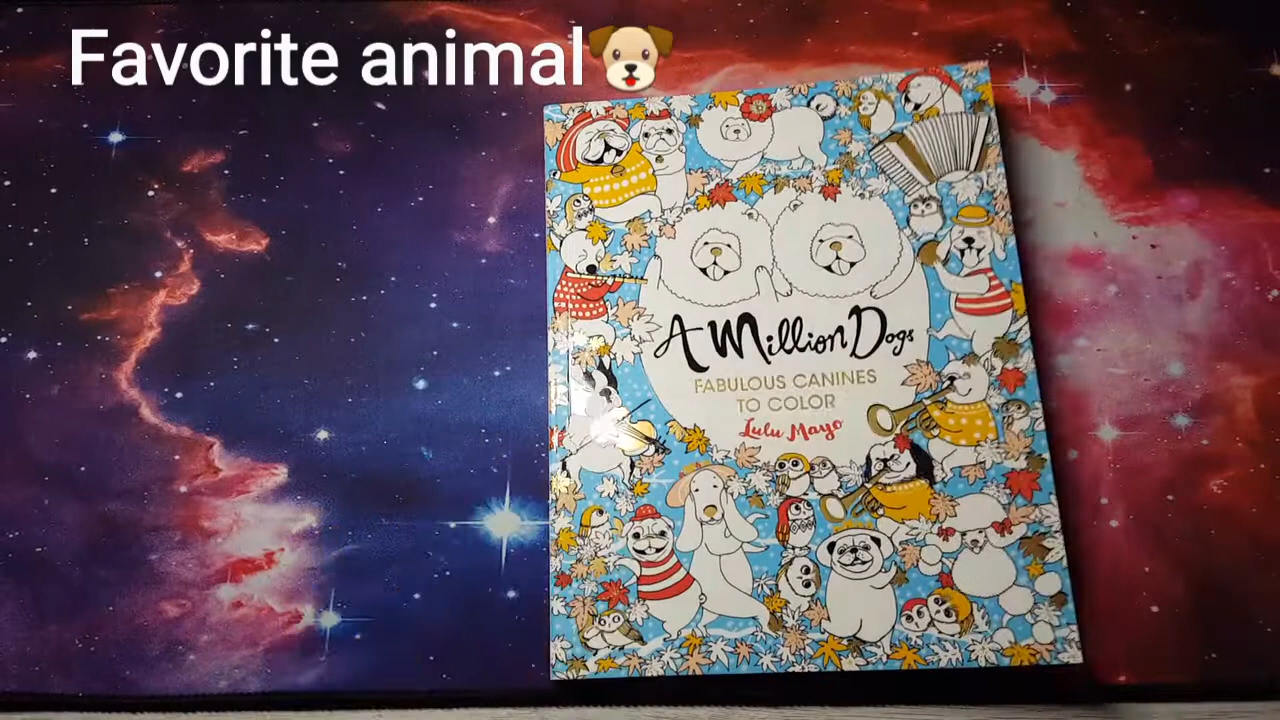 Favorite animal🐶
A Million Dogs
FABULOUS CANINES
TO COLOR
Lulu Mayo